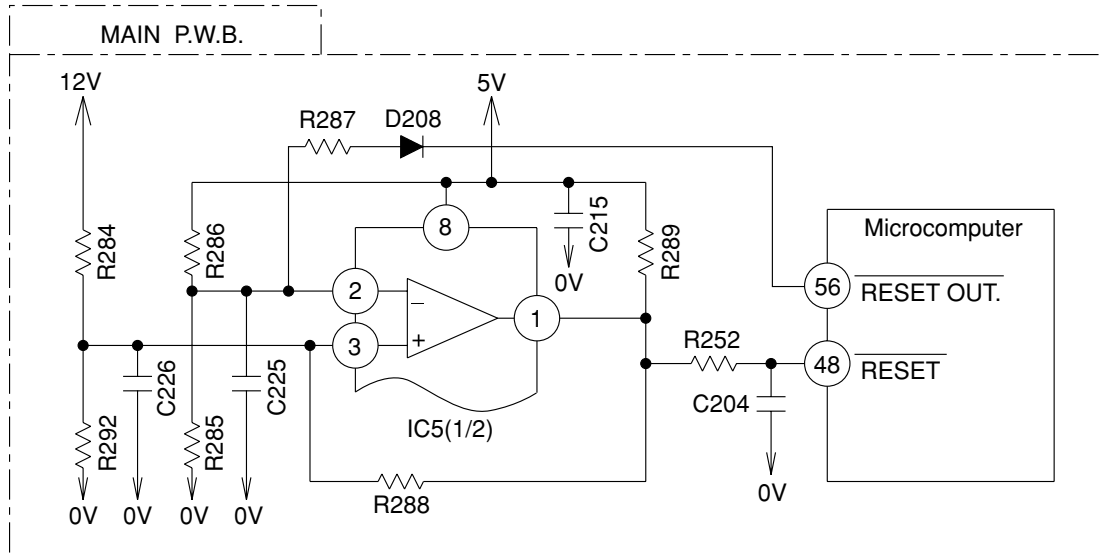 MAIN P.W.B.
12V
5V
R287
D208
R284
R286
8
C215
R289
Microcomputer
0V
2
56
RESET OUT.
1
3
R252
48
RESET
C226
C225
C204
R292
R285
IC5(1/2)
R288
0V
0V
0V
0V
0V